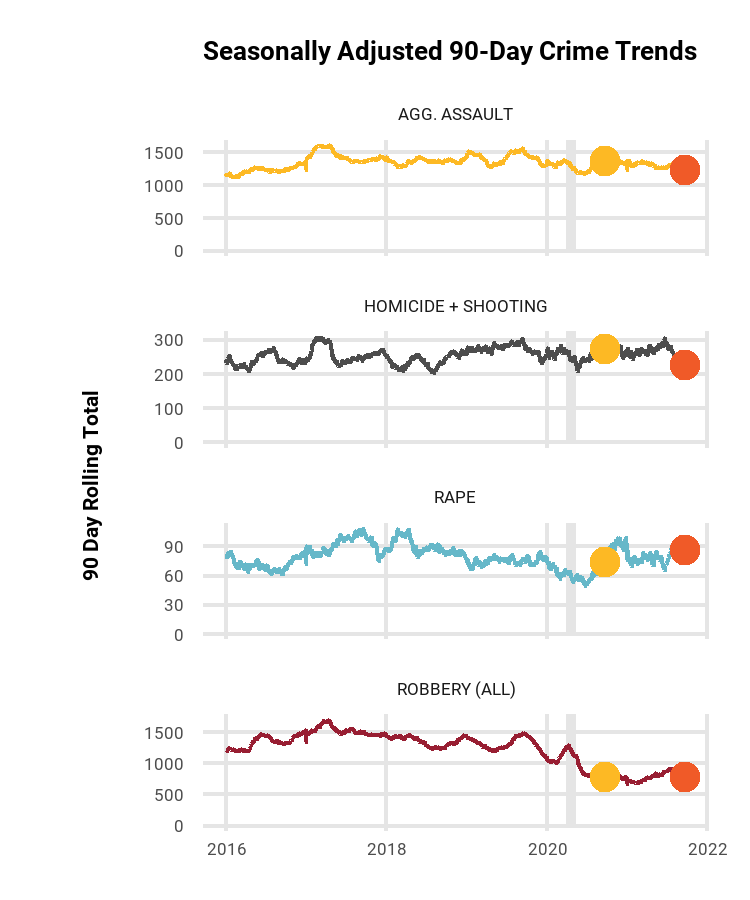 Seasonally Adjusted 90-Day Crime Trends
AGG. ASSAULT
1500
1000
500
0
HOMICIDE + SHOOTING
300
200
100
0
90 Day Rolling Total
RAPE
90
60
30
0
ROBBERY (ALL)
1500
1000
500
0
2016 2018 2020 2022